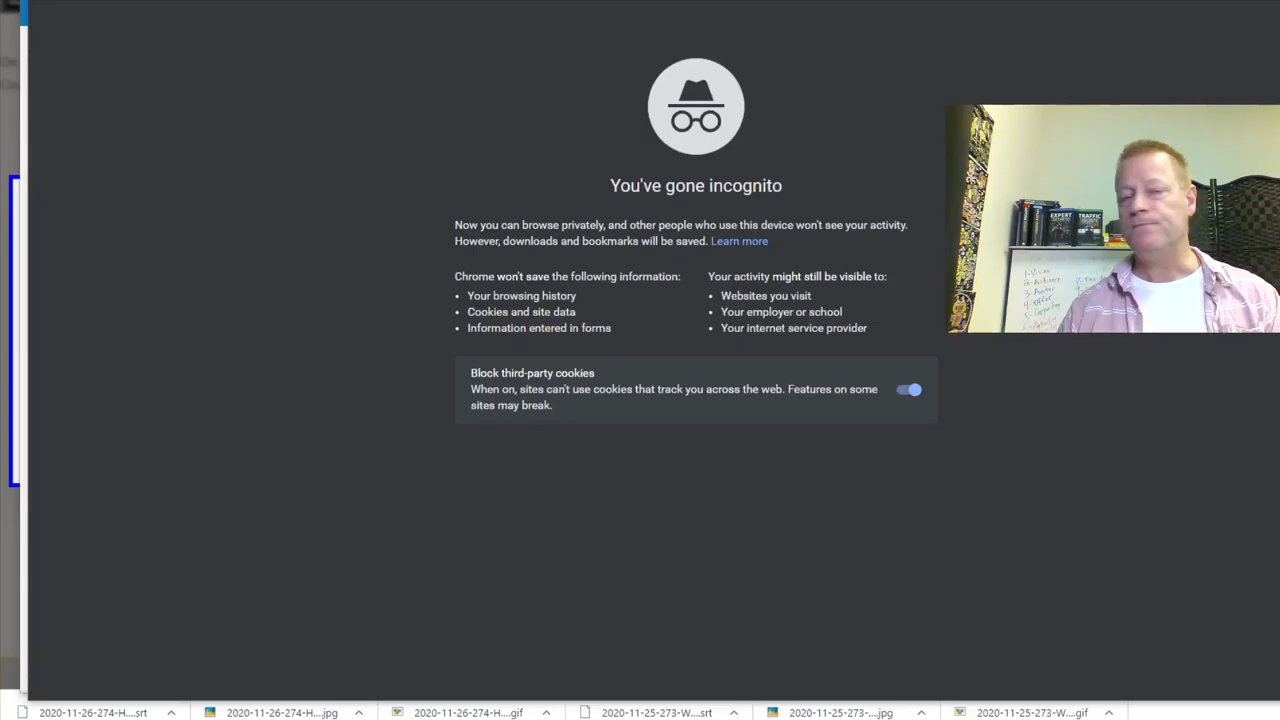 You've gone incognito
Now you can browse privately, and other people who use this device won't see your activity.
However, downloads and bookmarks will be saved. Learn more
Chrome won't save the following information:
Your browsing history
Cookies and site data
Information entered in forms
Your activity might still be visible to:
Websites you visit
Your employer or school
Your internet service provider
Block third-party cookies
When on, sites can't use cookies that track you across the web. Features on some
sites may break.
EXPERT
SECRETS
TRAFFIC
SECRETS
1-Vision
4-Offer
2020-11-26-274-H....srt
2020-11-26-274-H....jpg
2020-11-26-274-H....gif
2020-11-25-273-W....srt
2020-11-25-273-....jpg
2020-11-25-273-W....gif